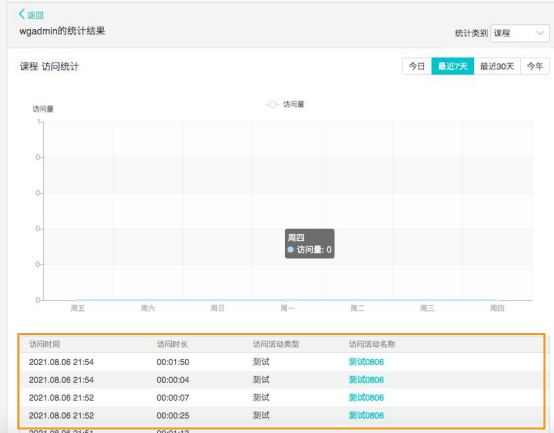 返回
wgadmin的统计结果
统计类别 课程
课程 访问统计
今日 最近7天 最近30天 今年
访问量
访问量
1
0
0
0
0
0
周四
访问量: 0
周五 周六 周日 周一 周二 周三 周四
访问时间 访问时长 访问活动类型 访问活动名称
2021.08.06 21:54 00:01:50 测试 测试0806
2021.08.06 21:54 00:00:04 测试 测试0806
2021.08.06 21:52 00:00:07 测试 测试0806
2021.08.06 21:52 00:00:25 测试 测试0806
2021.08.06 21:51 00:01:13